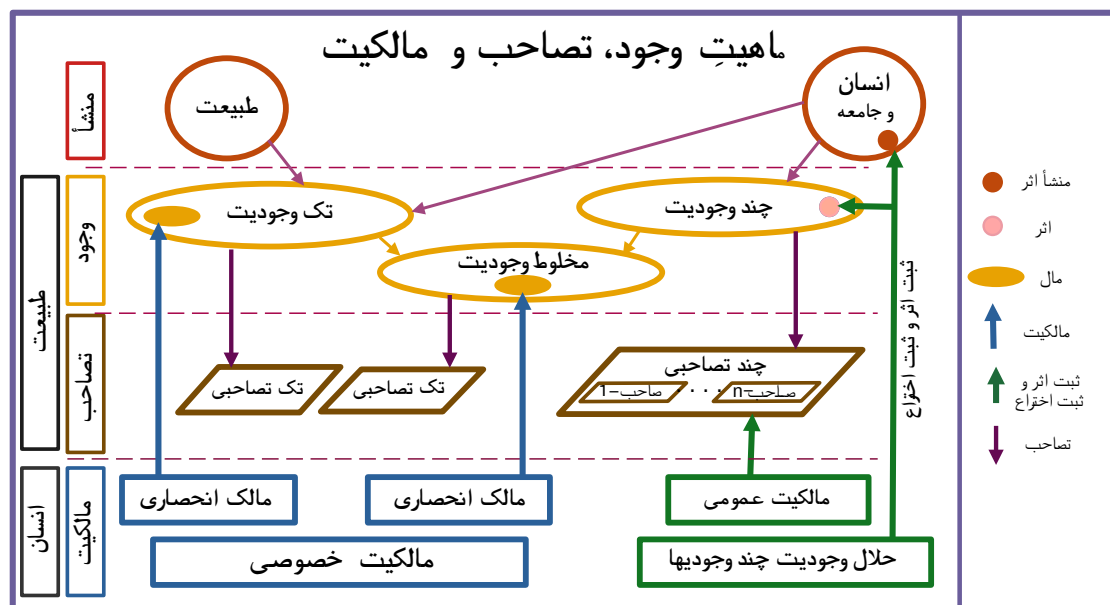 ماهیتِ وجود، تصاحب و مالکیت
انسان
و جامعه
طبیعت
منشأ
منشأ اثر
اثر
مال
مالکیت
ثبت اثر و
ثبت اختراع
تصاحب
چند وجودیت
تک وجودیت
مخلوط وجودیت
وجود
طبیعت
ثبت اثر و ثبت اختراع
چند تصاحبی
صاحب-n
. . .
صاحب-1
تک تصاحبی
تک تصاحبی
تصاحب
مالکیت عمومی
مالک انحصاری
مالک انحصاری
مالکیت
انسان
حلال وجودیت چند وجودیها
مالکیت خصوصی